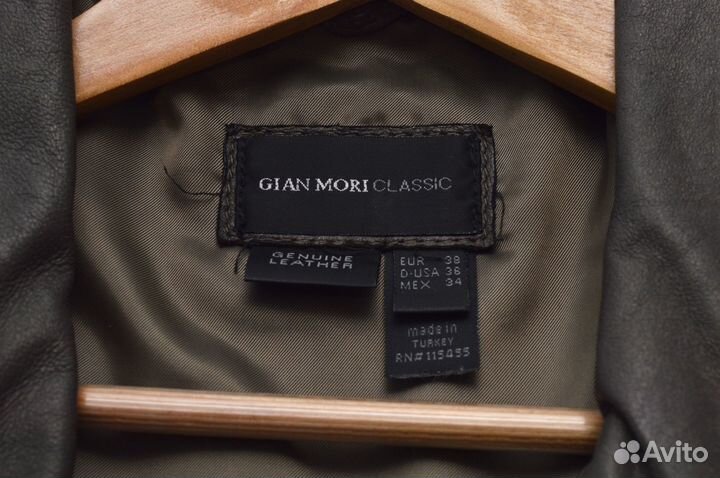 GIAN MORI CLASSIC
GENUINE
LEATHER
EUR 38
D-USA 36
MEX 34
made in
TURKEY
RN#115455
Avito